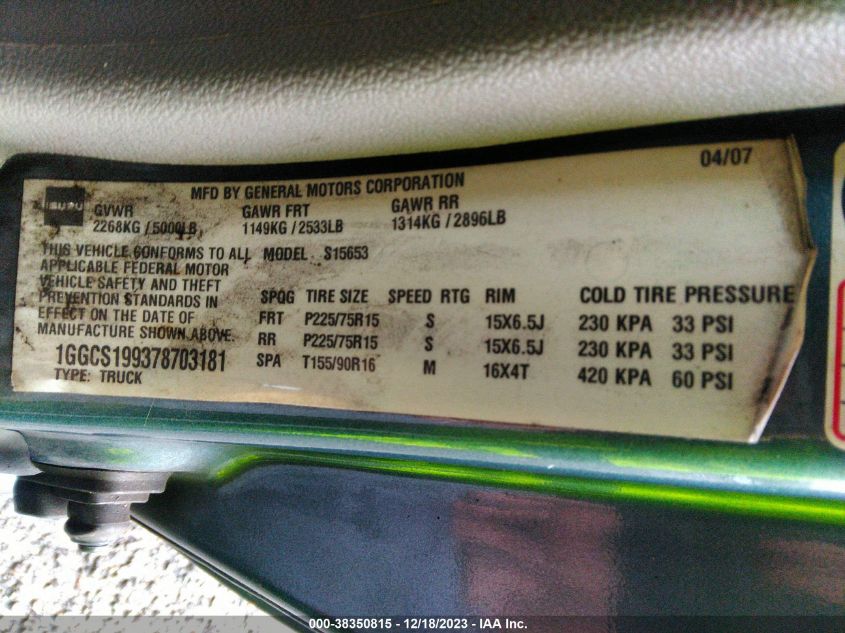 04/07
MFD BY GENERAL MOTORS CORPORATION
GVWR GAWR FRT GAWR RR
2268KG / 5000LB 1149KG / 2533LB 1314KG / 2896LB
THIS VEHICLE CONFORMS TO ALL MODEL S15653
APPLICABLE FEDERAL MOTOR
VEHICLE SAFETY AND THEFT
PREVENTION STANDARDS IN
EFFECT ON THE DATE OF
MANUFACTURE SHOWN ABOVE.
1GGCS199378703181
TYPE: TRUCK
SPQG TIRE SIZE SPEED RTG RIM COLD TIRE PRESSURE
FRT P225/75R15 S 15X6.5J 230 KPA 33 PSI
RR P225/75R15 S 15X6.5J 230 KPA 33 PSI
SPA T155/90R16 M 16X4T 420 KPA 60 PSI
000-38350815 - 12/18/2023 - IAA Inc.